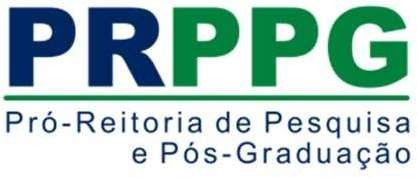 PRPPG
Pró-Reitoria de Pesquisa
e Pós-Graduação